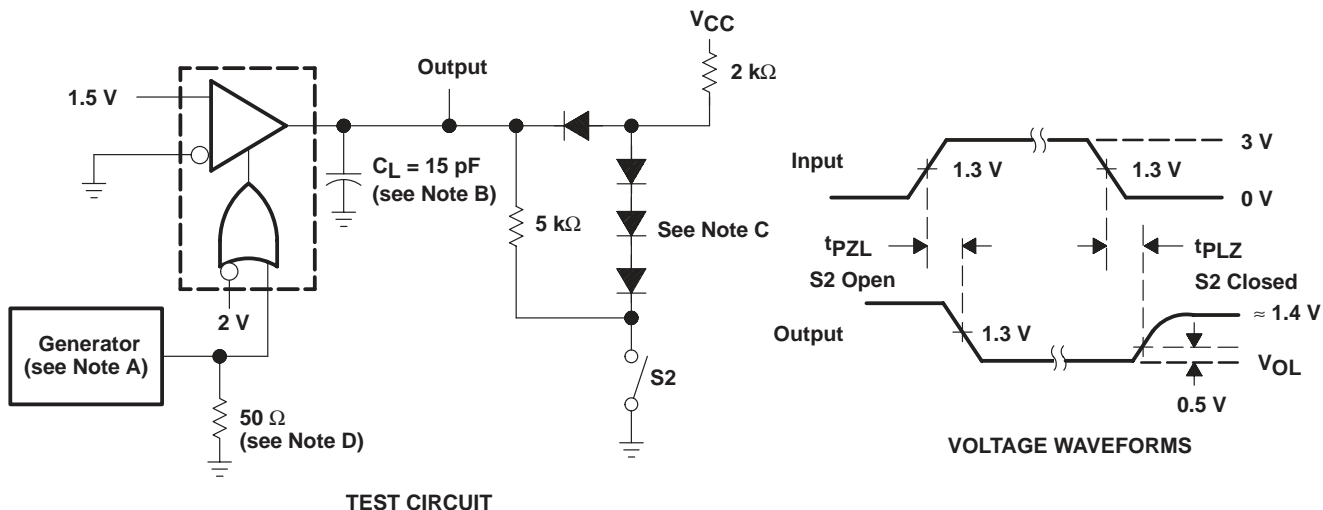 VCC
2 kΩ
Output
1.5 V
CL = 15 pF
(see Note B)
5 kΩ
See Note C
2 V
Generator
(see Note A)
50 Ω
(see Note D)
S2
TEST CIRCUIT
Input
3 V
1.3 V
1.3 V
0 V
tPZL
tPLZ
S2 Open
S2 Closed
≈ 1.4 V
Output
1.3 V
VOL
0.5 V
VOLTAGE WAVEFORMS